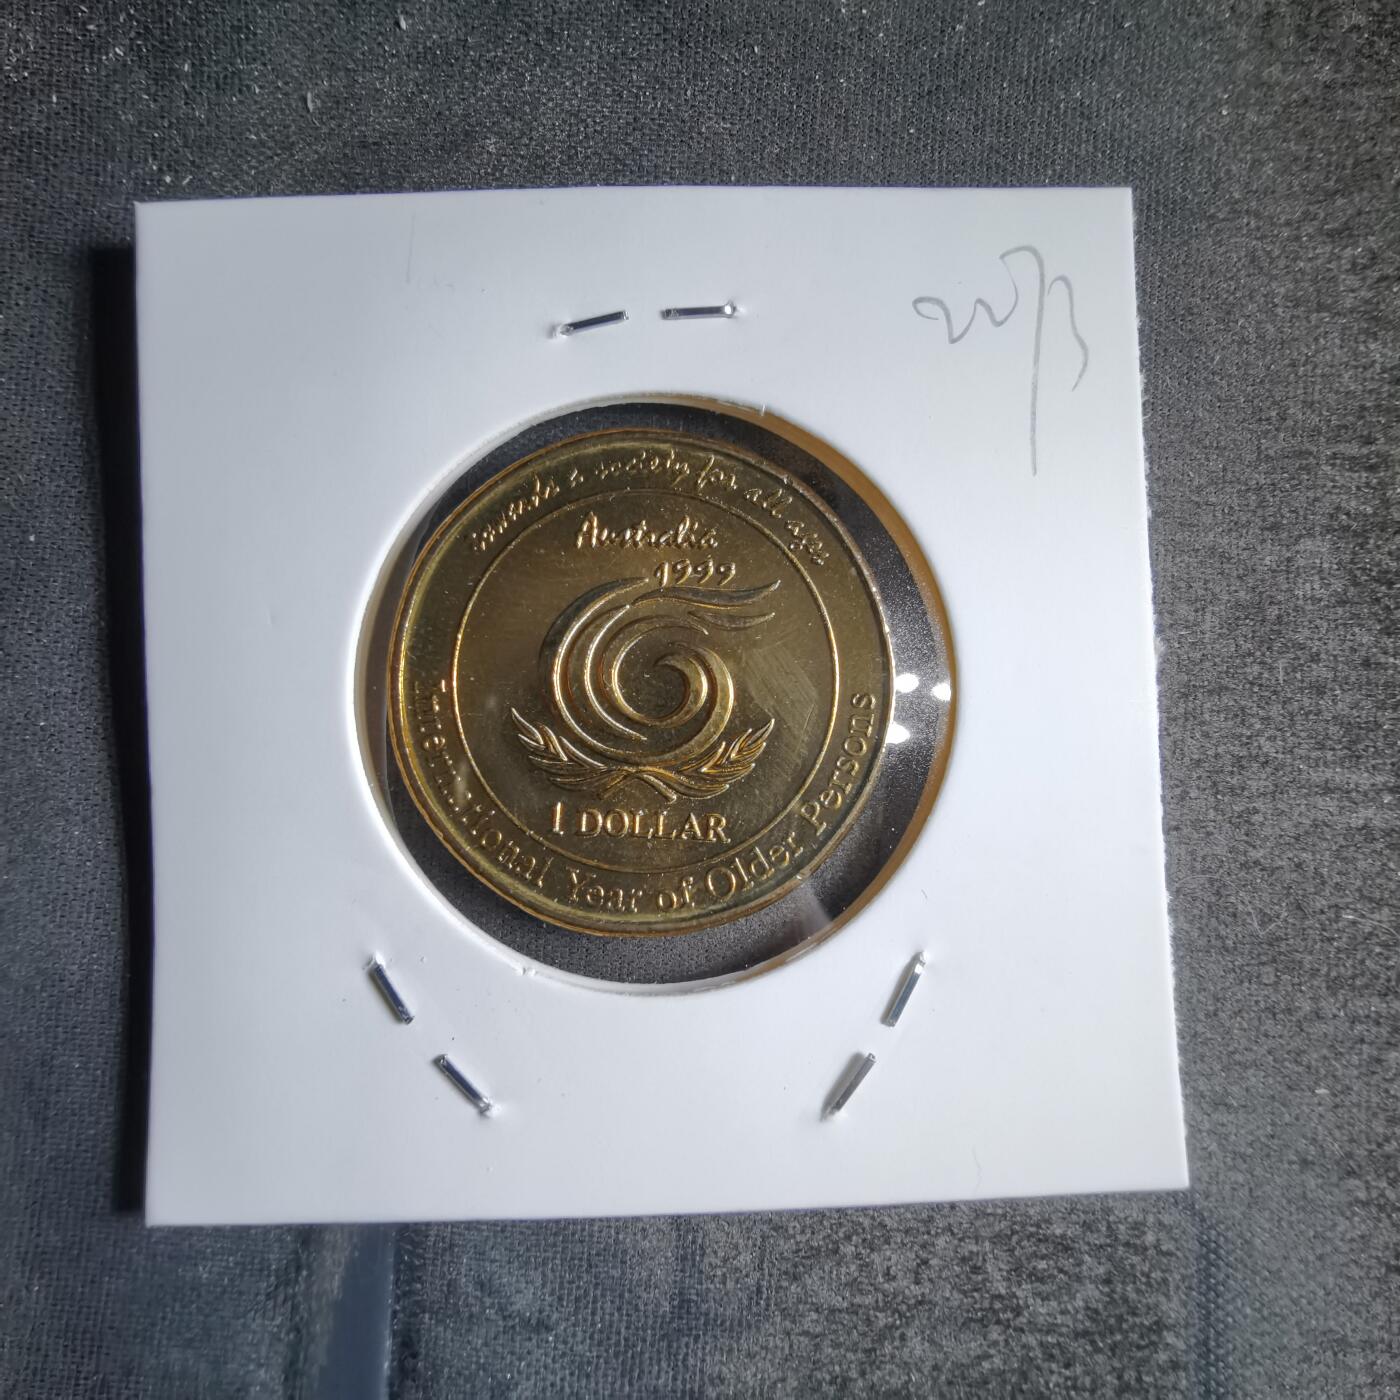 towards a society for all ages
Australia
1999
1 DOLLAR
International Year of Older Persons